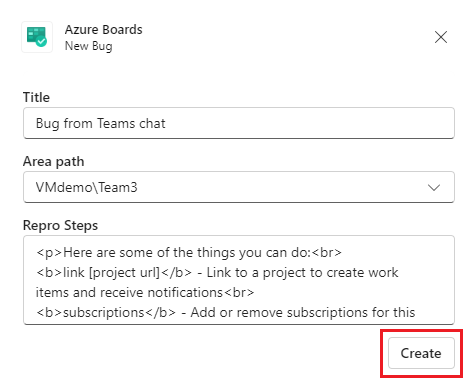 Azure Boards
New Bug
Title
Bug from Teams chat
Area path
VMdemo\Team3
Repro Steps
<p>Here are some of the things you can do:<br>
<b>link [project url]</b> - Link to a project to create work
items and receive notifications<br>
<b>subscriptions</b> - Add or remove subscriptions for this
Create